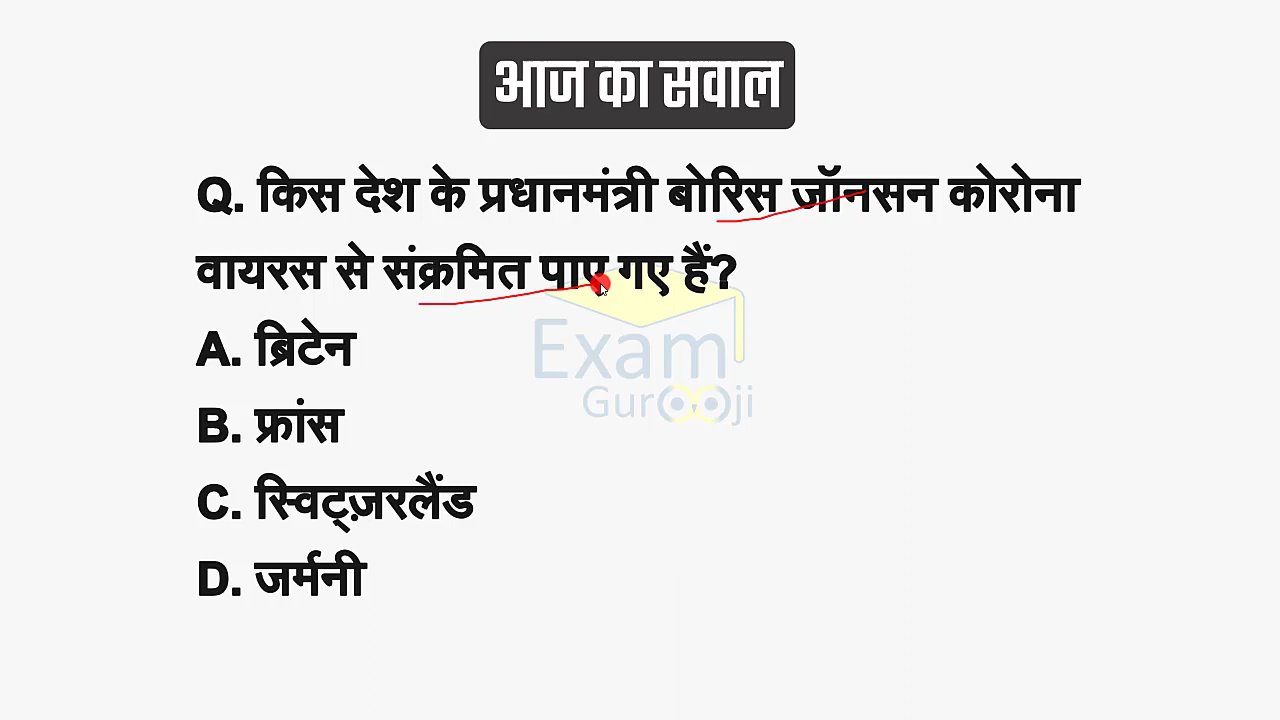 आज का सवाल
Q. किस देश के प्रधानमंत्री बोरिस जॉनसन कोरोना
वायरस से संक्रमित पाए गए हैं?
A. ब्रिटेन
Exam
Gurooji
B. फ्रांस
C. स्विट्ज़रलैंड
D. जर्मनी